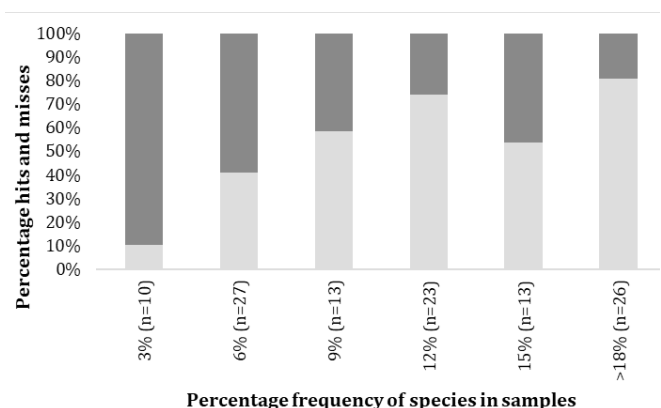 Percentage hits and misses
100%
90%
80%
70%
60%
50%
40%
30%
20%
10%
0%
3% (n=10)
6% (n=27)
9% (n=13)
12% (n=23)
15% (n=13)
>18% (n=26)
Percentage frequency of species in samples